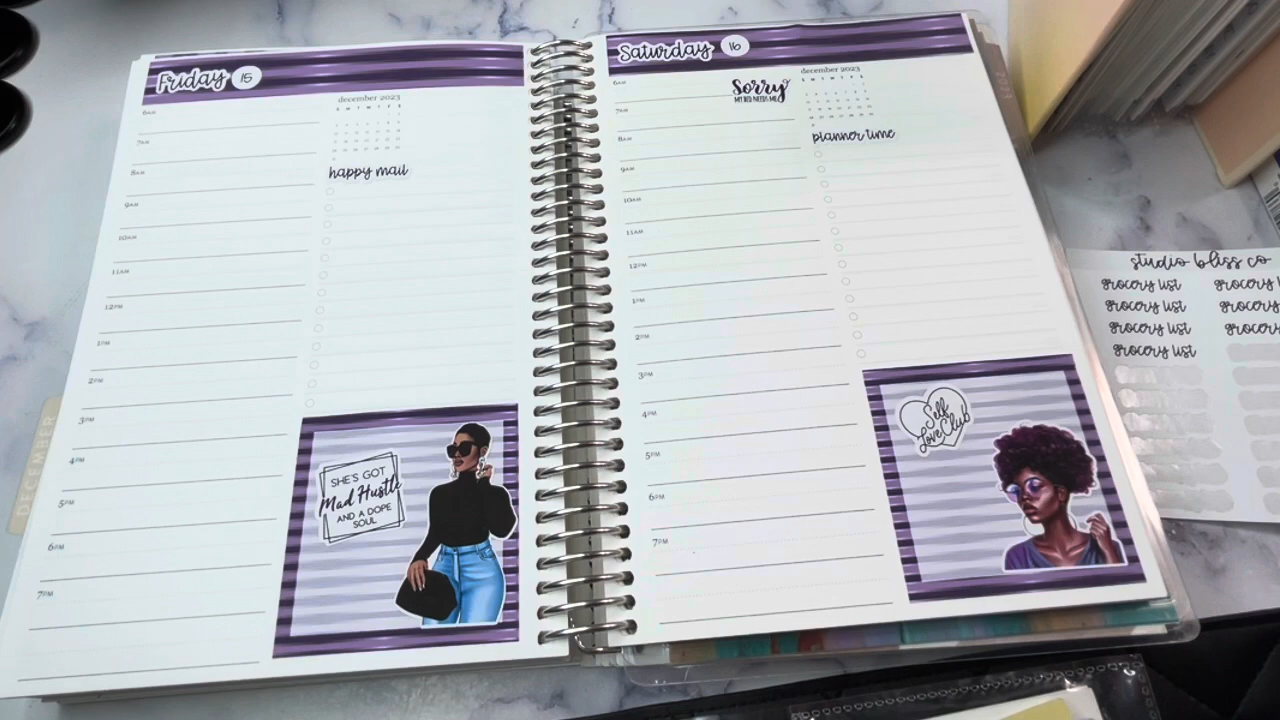 Friday 15
6AM
7AM
8AM
9AM
10AM
11AM
12PM
1PM
2PM
3PM
4PM
5PM
6PM
7PM
december 2023
S M T W T F S
happy mail
SHE'S GOT
Mad Hustle
AND A DOPE
SOUL
DECEMBER
Saturday 16
6AM
7AM
8AM
9AM
10AM
11AM
12PM
1PM
2PM
3PM
4PM
5PM
6PM
7PM
Sorry
MY BED NEEDS ME
december 2023
S M T W T F S
planner time
Self
Love Club
studio bliss co
grocery list
grocery list
grocery list
grocery list
grocery
grocery
grocery